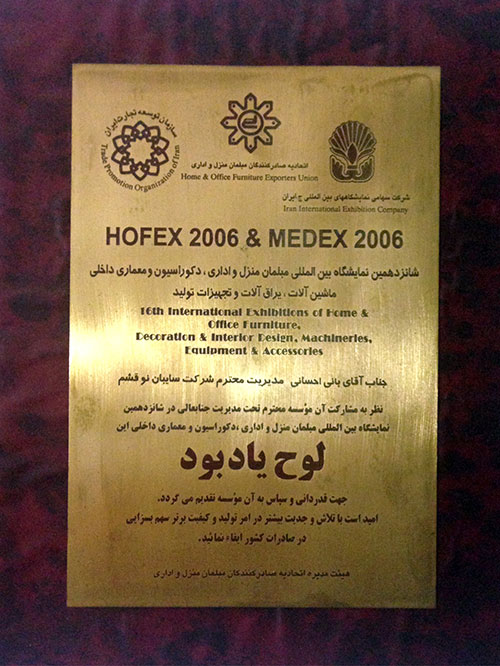 سازمان توسعه تجارت ایران
Trade Promotion Organization of Iran
اتحادیه صادرکنندگان مبلمان منزل و اداری
Home & Office Furniture Exporters Union
شرکت سهامی نمایشگاههای بین المللی ج.ایران
Iran International Exhibition Company
HOFEX 2006 & MEDEX 2006
شانزدهمین نمایشگاه بین المللی مبلمان منزل و اداری ، دکوراسیون و معماری داخلی
ماشین آلات ، یراق آلات و تجهیزات تولید
16th International Exhibitions of Home &
Office Furniture,
Decoration & Interior Design, Machineries,
Equipment & Accessories
جناب آقای بانی احسانی مدیریت محترم شرکت سایبان نو قشم
نظر به مشارکت آن مؤسسه محترم تحت مدیریت جنابعالی در شانزدهمین
نمایشگاه بین المللی مبلمان منزل و اداری ،دکوراسیون و معماری داخلی این
لوح یادبود
جهت قدردانی و سپاس به آن مؤسسه تقدیم می گردد.
امید است با تلاش و جدیت بیشتر در امر تولید و کیفیت برتر سهم بسزایی
در صادرات کشور ایفاء نمائید.
هیئت مدیره اتحادیه صادرکنندگان مبلمان منزل و اداری